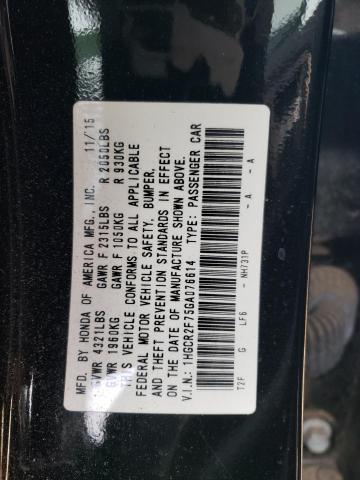 MFD. BY HONDA OF AMERICA MFG., INC. 11/15
GVWR 4321LBS GAWR F 2315LBS R 2050LBS
GVWR 1960KG GAWR F 1050KG R 930KG
THIS VEHICLE CONFORMS TO ALL APPLICABLE
FEDERAL MOTOR VEHICLE SAFETY, BUMPER,
AND THEFT PREVENTION STANDARDS IN EFFECT
ON THE DATE OF MANUFACTURE SHOWN ABOVE.
V.I.N.: 1HGCR2F75GA076614 TYPE: PASSENGER CAR
T2F G LF6 - NH731P - A - A